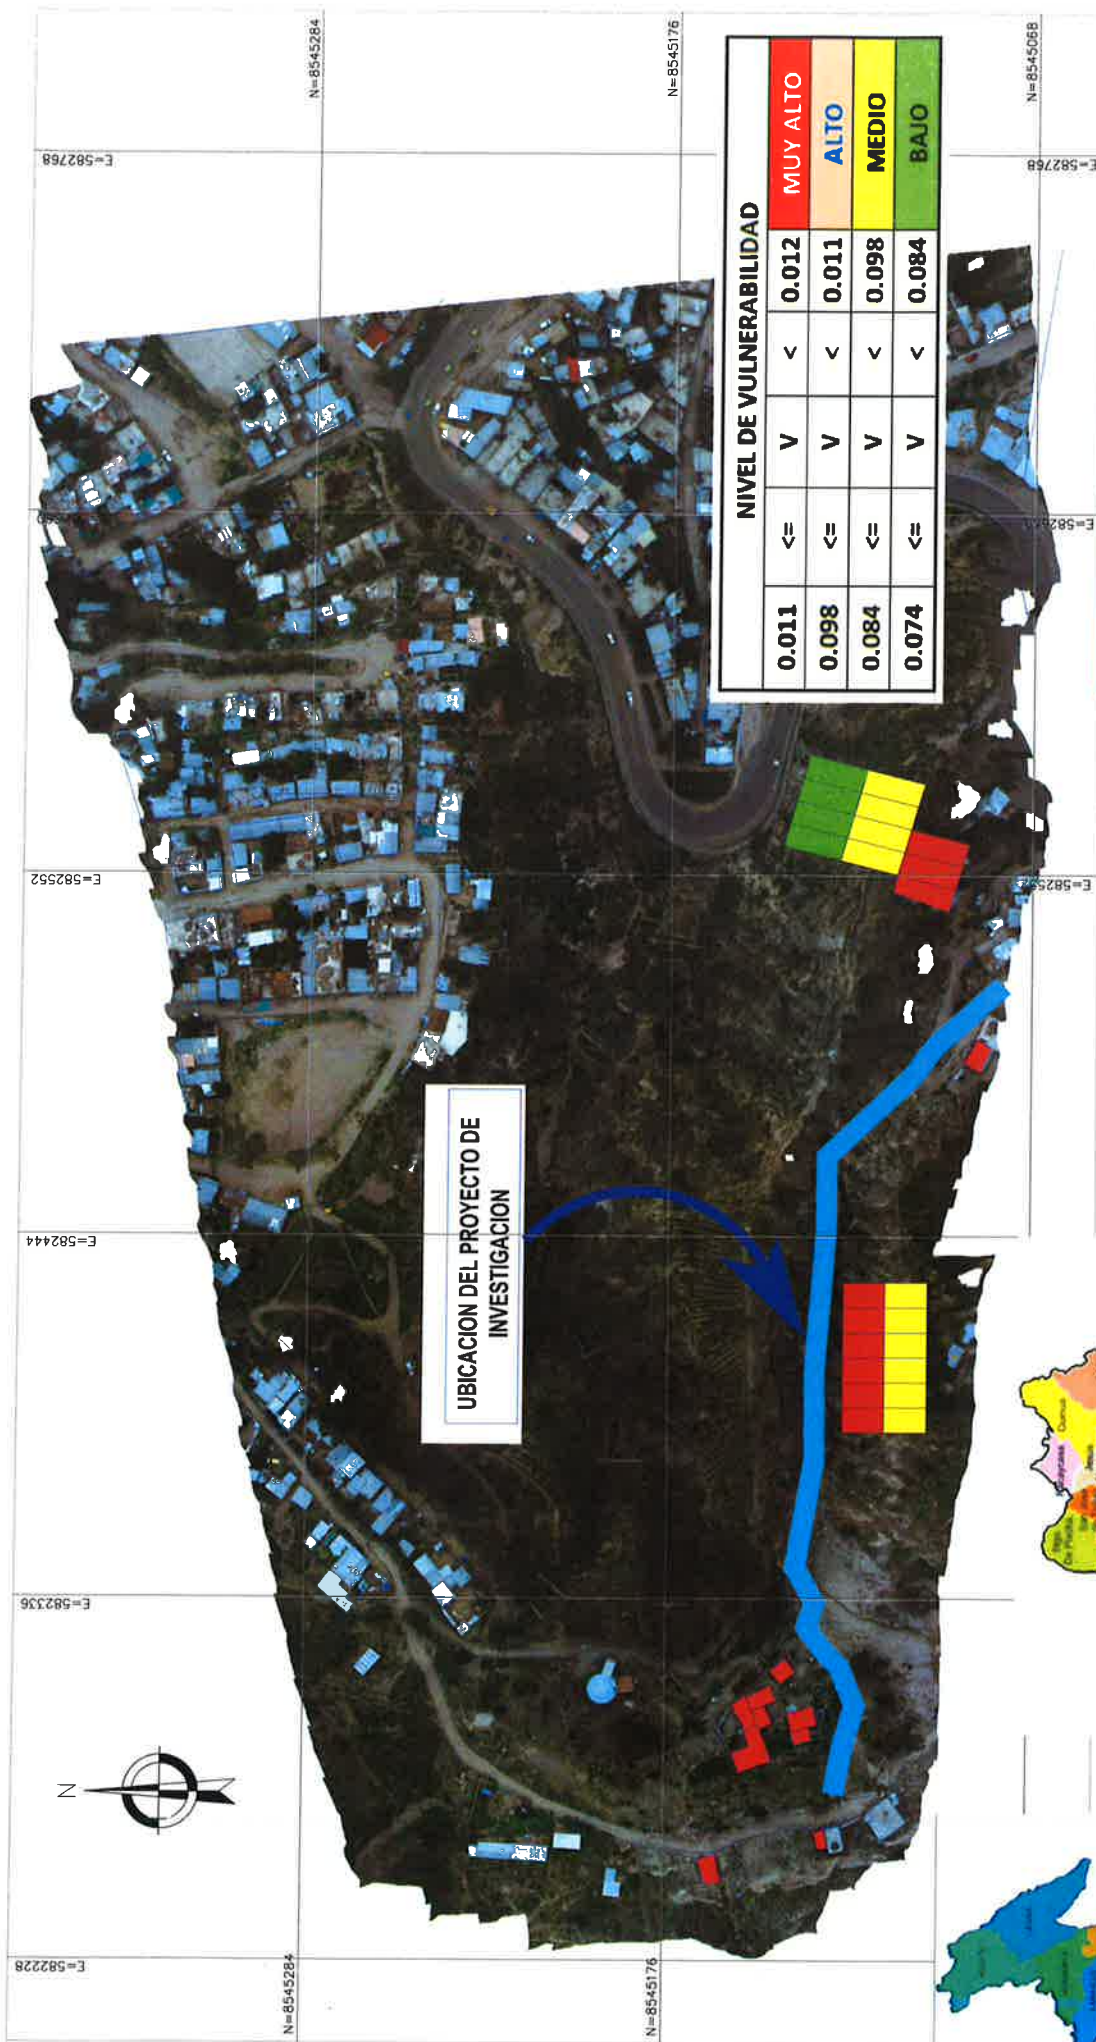 N=8545284
N=8545176
N=8545068
E=582768
E=582768
NIVEL DE VULNERABILIDAD
0.011 <= V < 0.012 MUY ALTO
0.098 <= V < 0.011 ALTO
0.084 <= V < 0.098 MEDIO
0.074 <= V < 0.084 BAJO
E=582552
UBICACION DEL PROYECTO DE
INVESTIGACION
E=582444
E=582336
N
E=582228
N=8545284
N=8545176